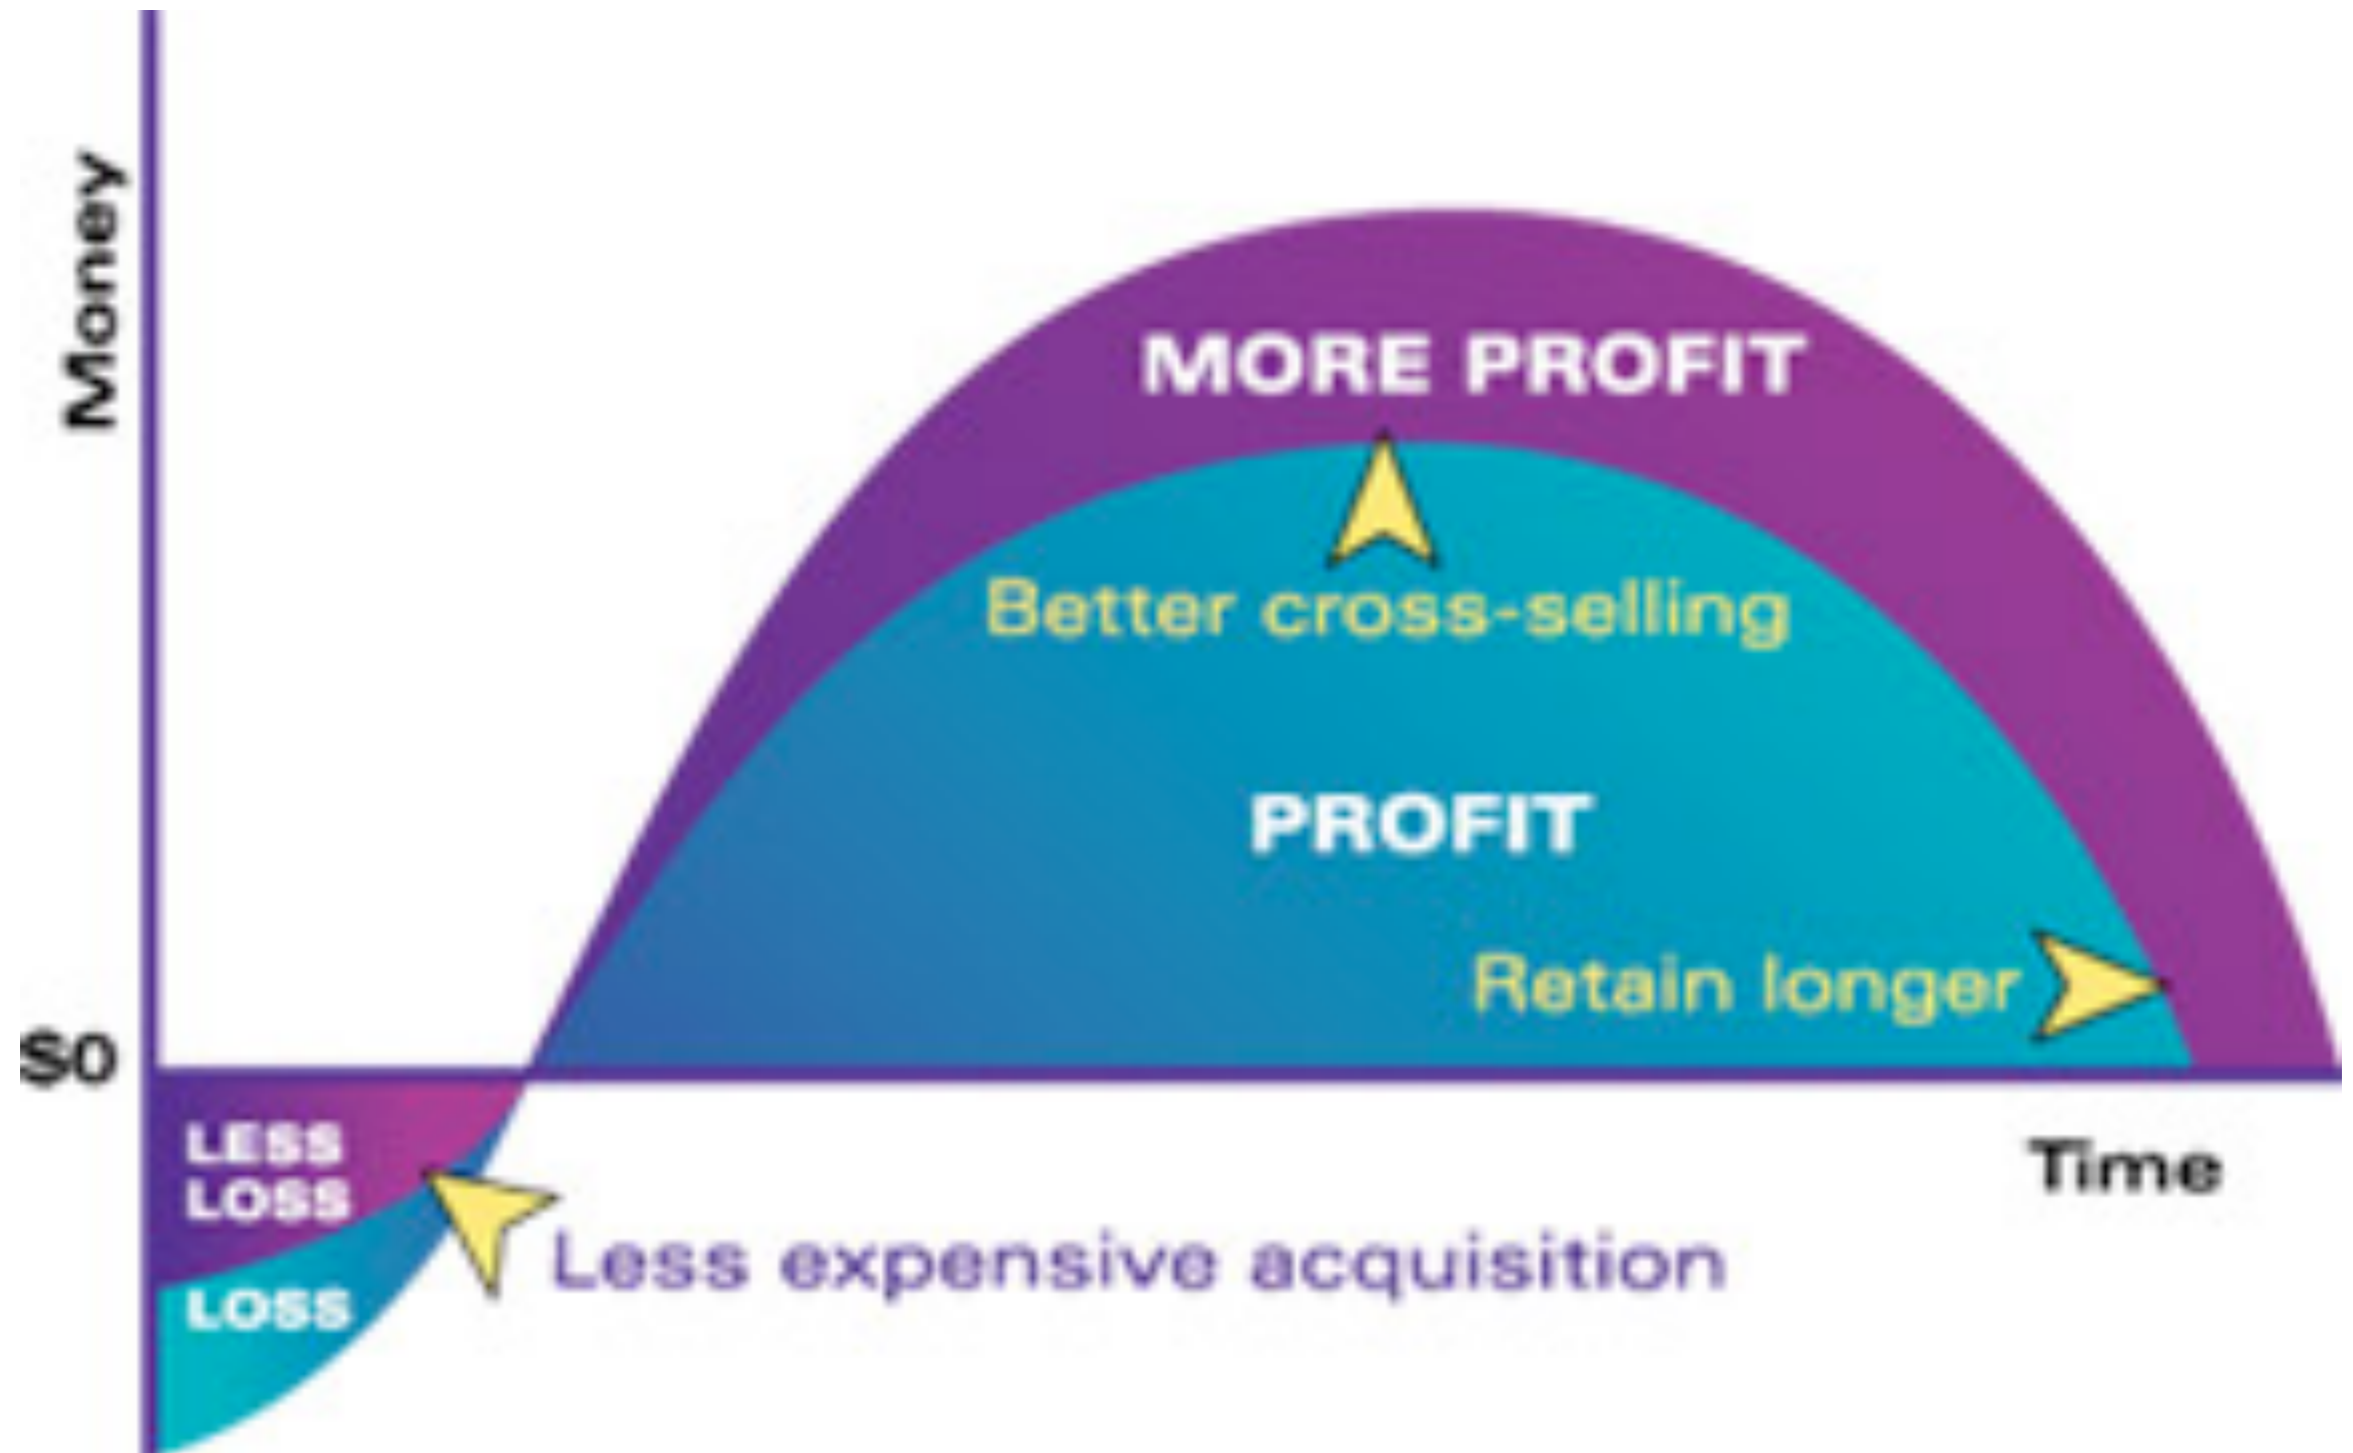 Money
MORE PROFIT
Better cross-selling
PROFIT
Retain longer
$0
Time
LESS
LOSS
Less expensive acquisition
LOSS